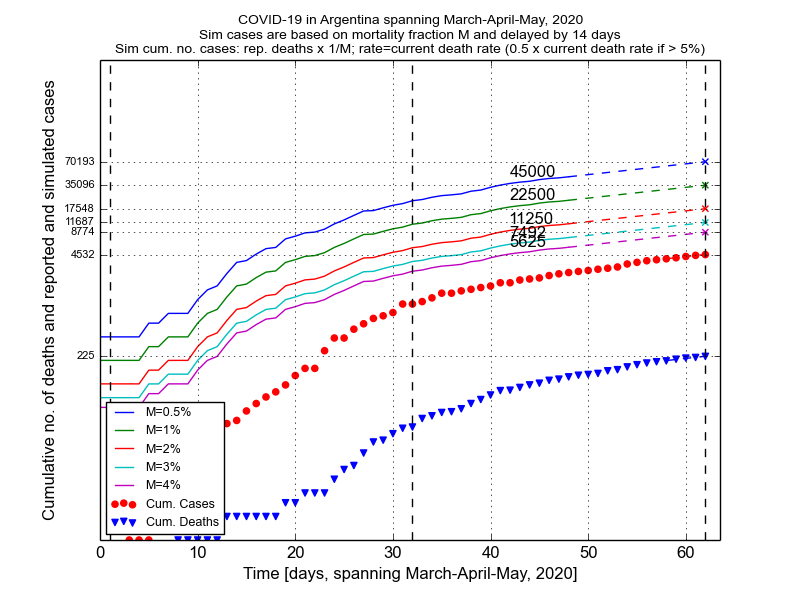 COVID-19 in Argentina spanning March-April-May, 2020
Sim cases are based on mortality fraction M and delayed by 14 days
Sim cum. no. cases: rep. deaths x 1/M; rate=current death rate (0.5 x current death rate if > 5%)
Cumulative no. of deaths and reported and simulated cases
70193
35096
17548
11687
8774
4532
225
45000
22500
11250
7492
5625
M=0.5%
M=1%
M=2%
M=3%
M=4%
Cum. Cases
Cum. Deaths
0 10 20 30 40 50 60
Time [days, spanning March-April-May, 2020]